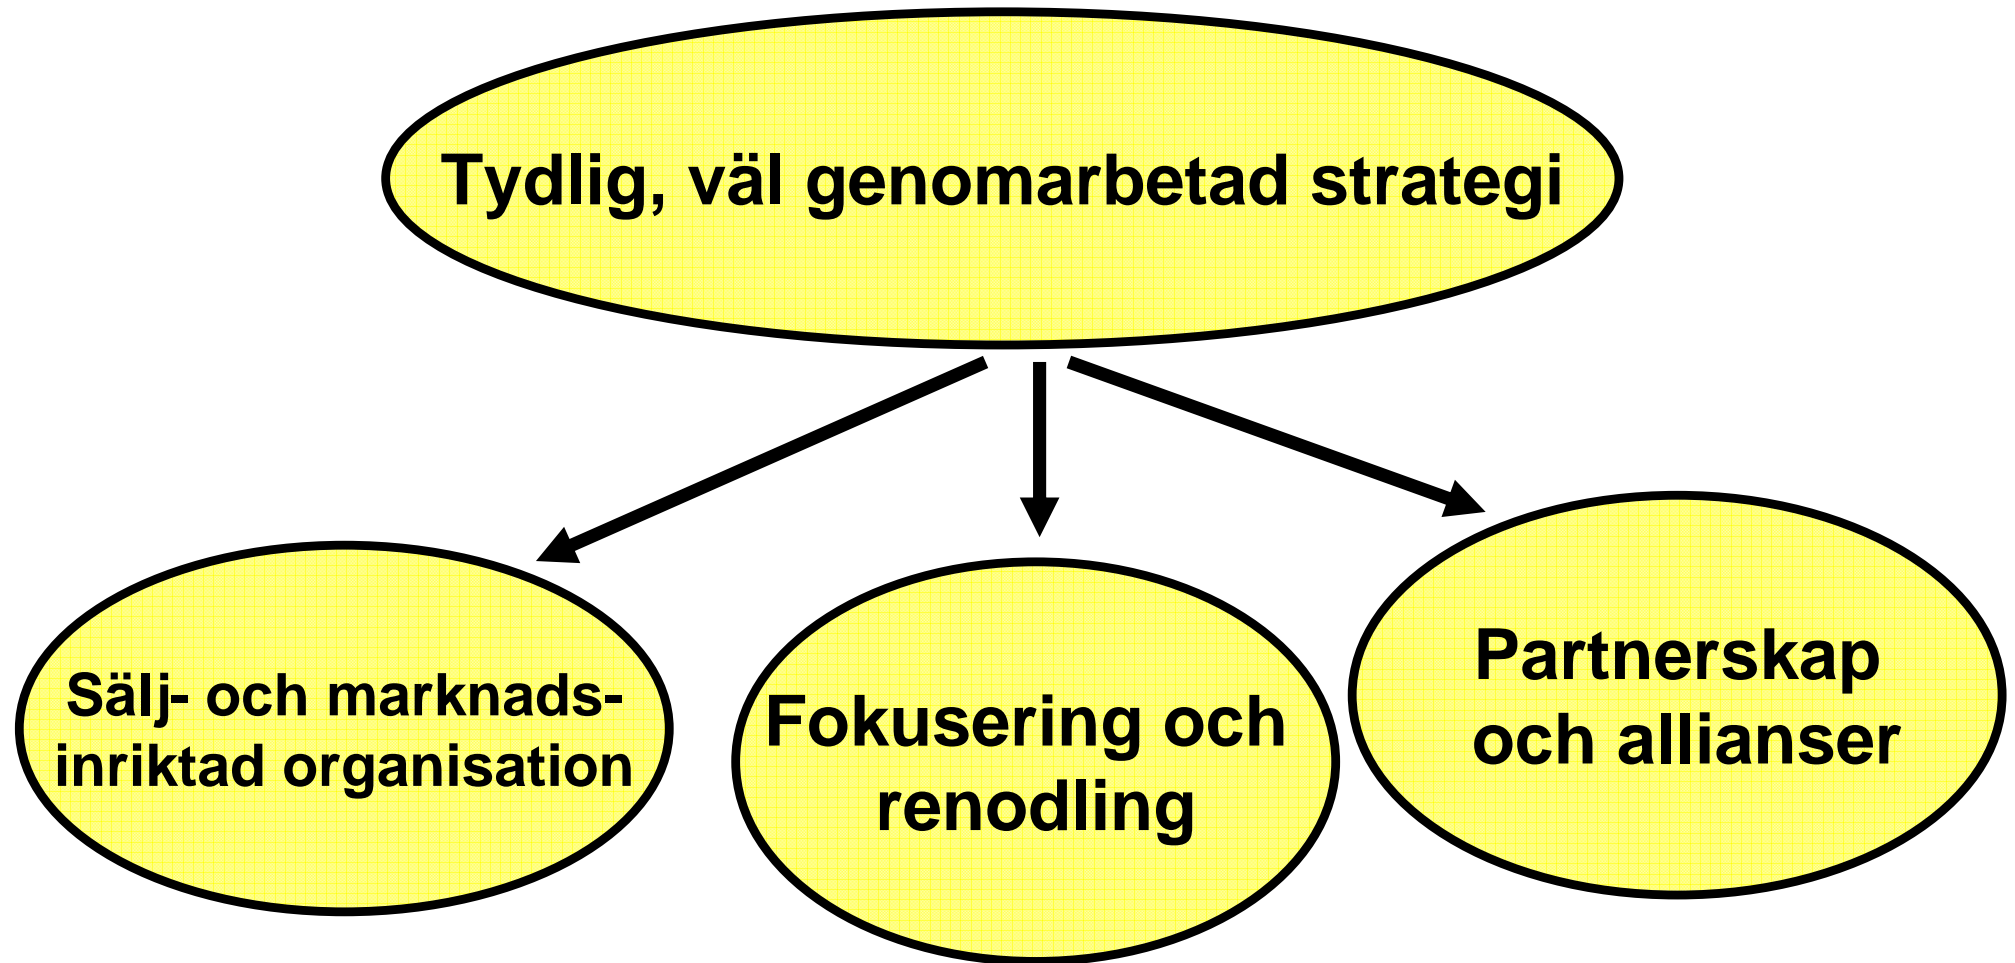 Tydlig, väl genomarbetad strategi
Sälj- och marknads-
inriktad organisation
Fokusering och
renodling
Partnerskap
och allianser